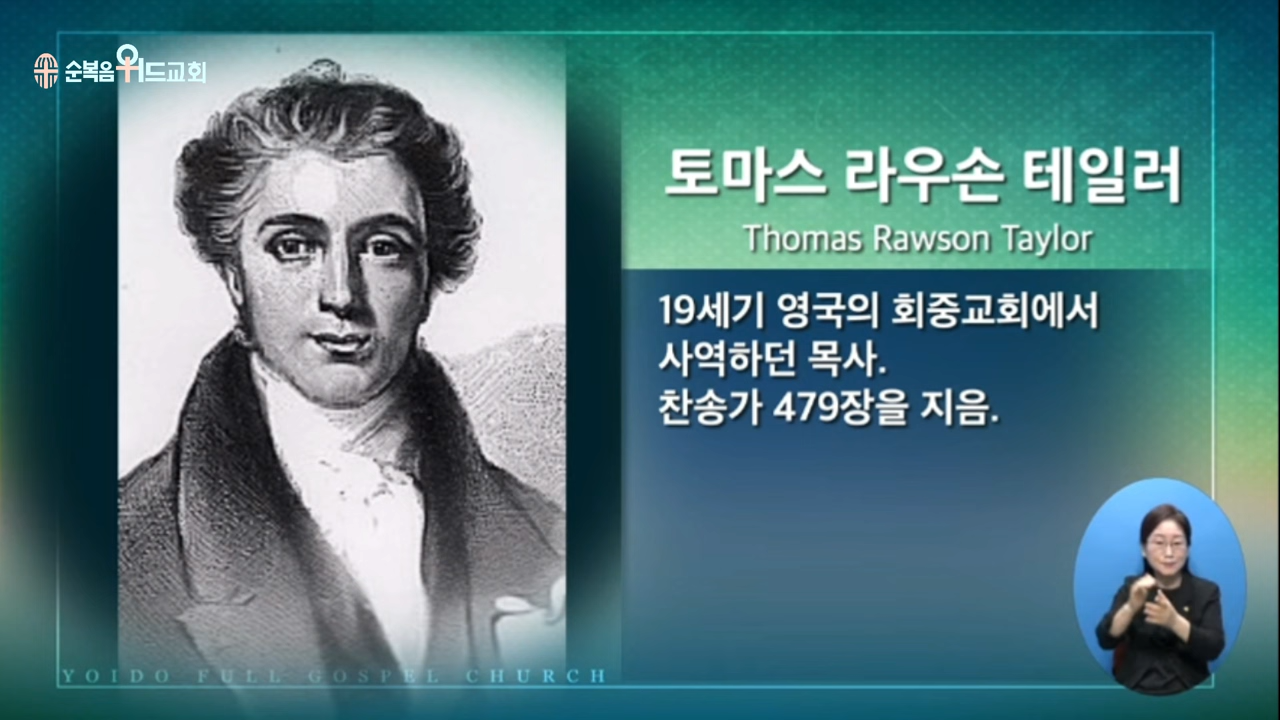 순복음워드교회
토마스 라우손 테일러
Thomas Rawson Taylor
19세기 영국의 회중교회에서
사역하던 목사.
찬송가 479장을 지음.
YOIDO FULL GOSPEL CHURCH